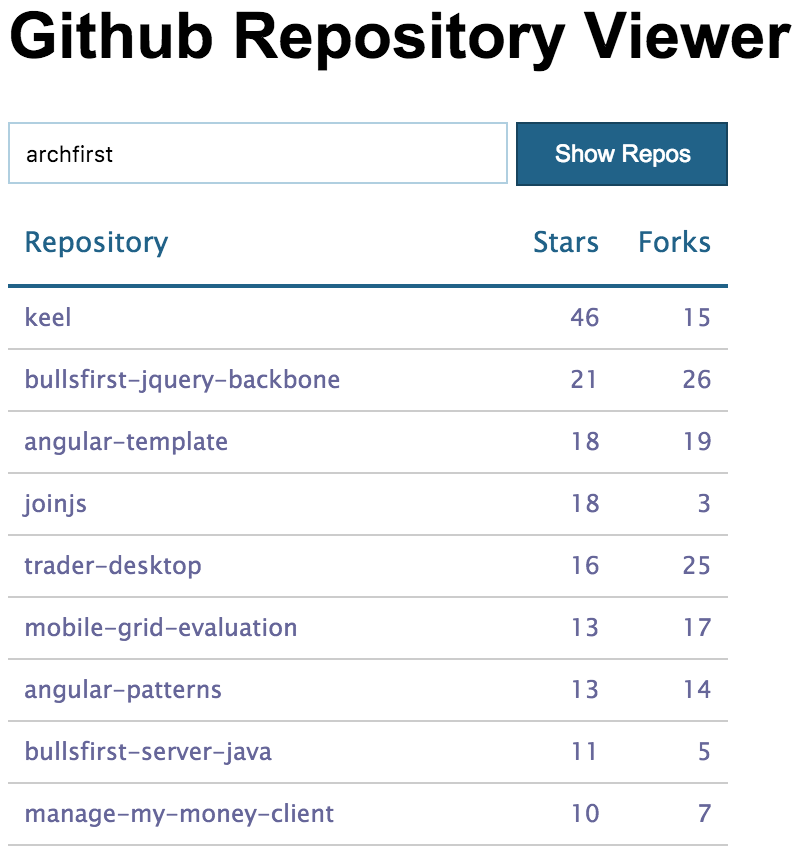 Github Repository Viewer
archfirst Show Repos
Repository Stars Forks
keel 46 15
bullsfirst-jquery-backbone 21 26
angular-template 18 19
joinjs 18 3
trader-desktop 16 25
mobile-grid-evaluation 13 17
angular-patterns 13 14
bullsfirst-server-java 11 5
manage-my-money-client 10 7